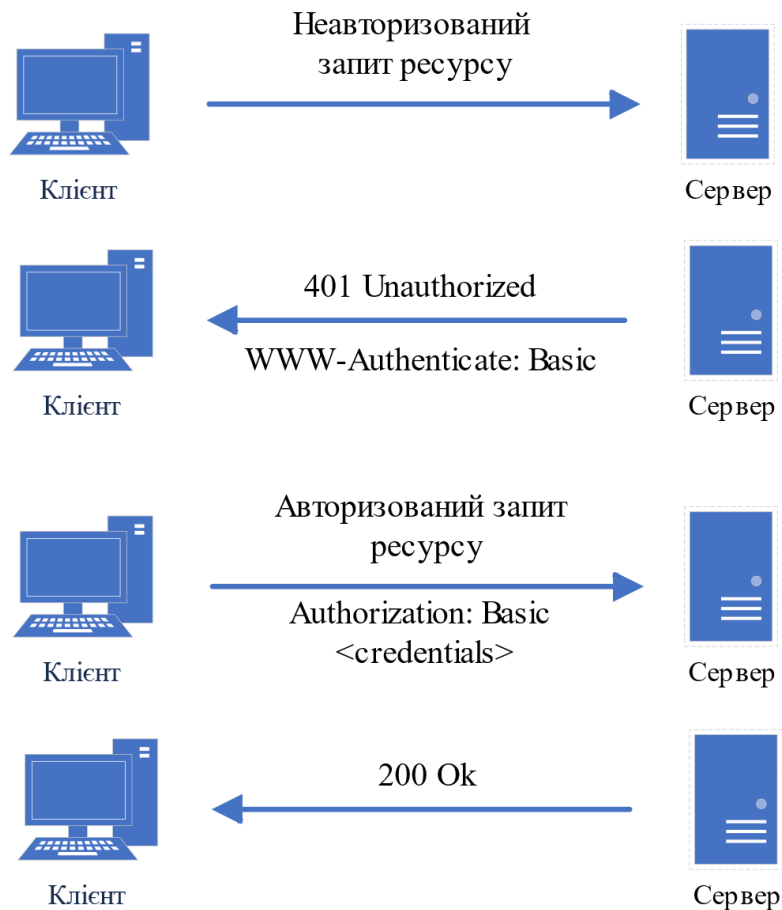 Неавторизований
запит ресурсу
Клієнт
Сервер
401 Unauthorized
WWW-Authenticate: Basic
Клієнт
Сервер
Авторизований запит
ресурсу
Authorization: Basic
<credentials>
Клієнт
Сервер
200 Ok
Клієнт
Сервер